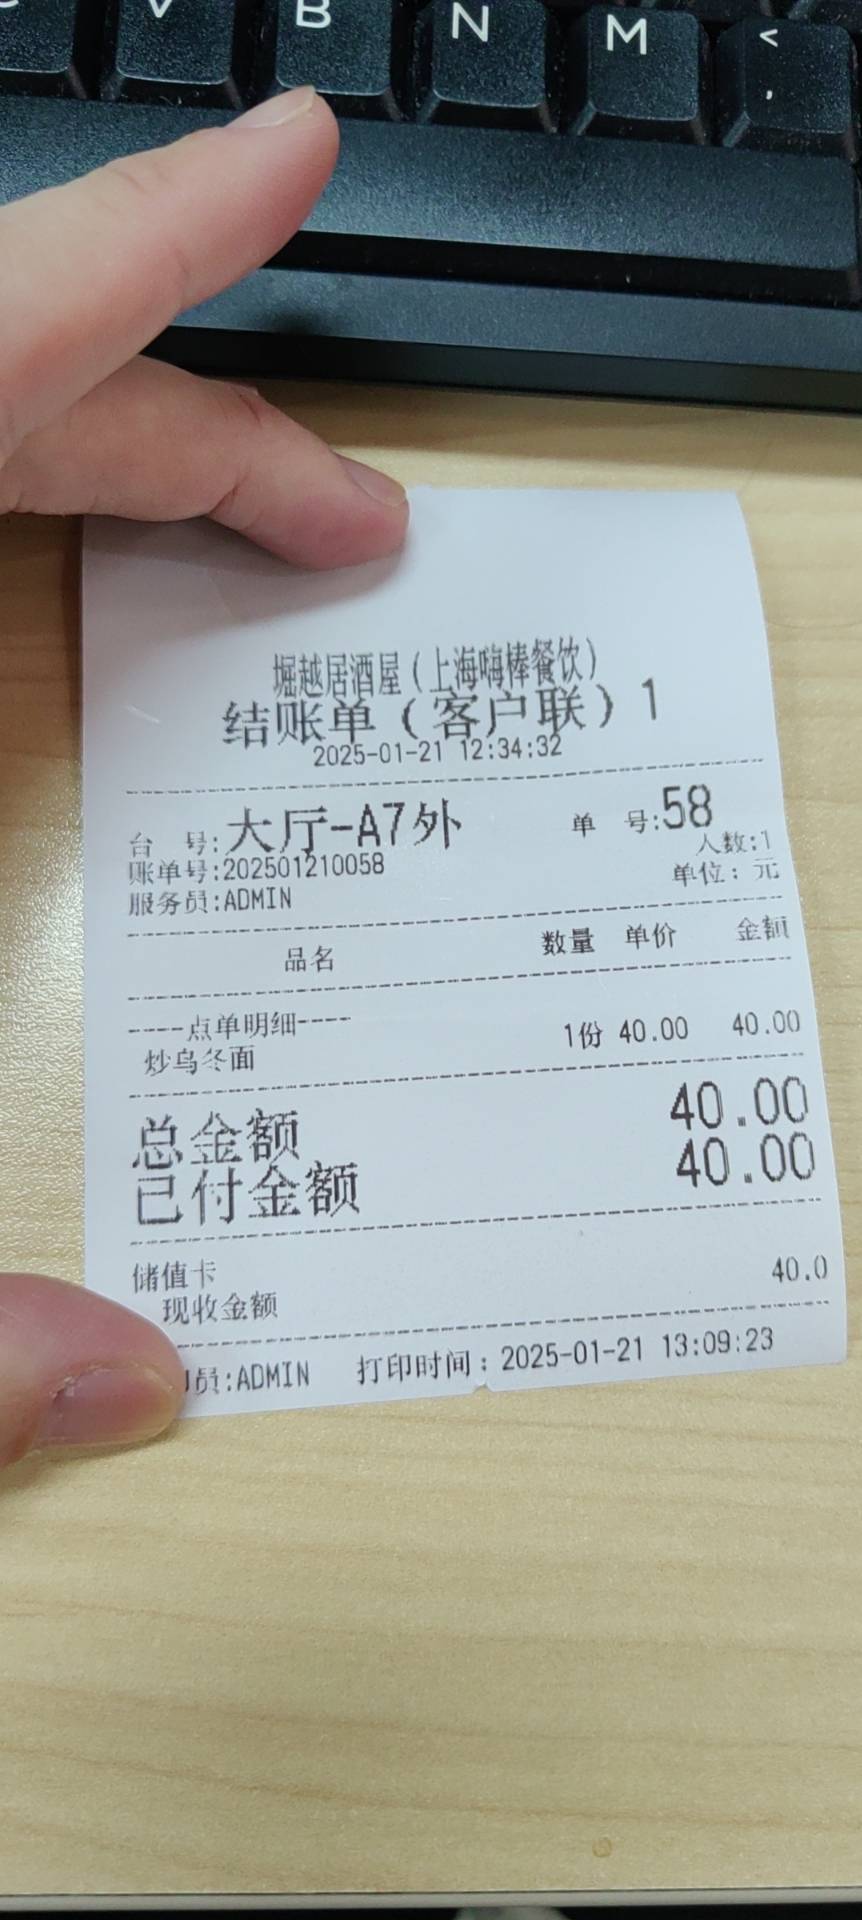 V B N M <
,
堀越居酒屋（上海嗨棒餐饮）
结账单（客户联）1
2025-01-21 12:34:32
台 号:大厅-A7外 单 号:58
账单号:202501210058 人数:1
服务员:ADMIN 单位：元
品名 数量 单价 金额
----点单明细----
炒乌冬面 1份 40.00 40.00
总金额 40.00
已付金额 40.00
储值卡 40.0
现收金额
员:ADMIN 打印时间：2025-01-21 13:09:23